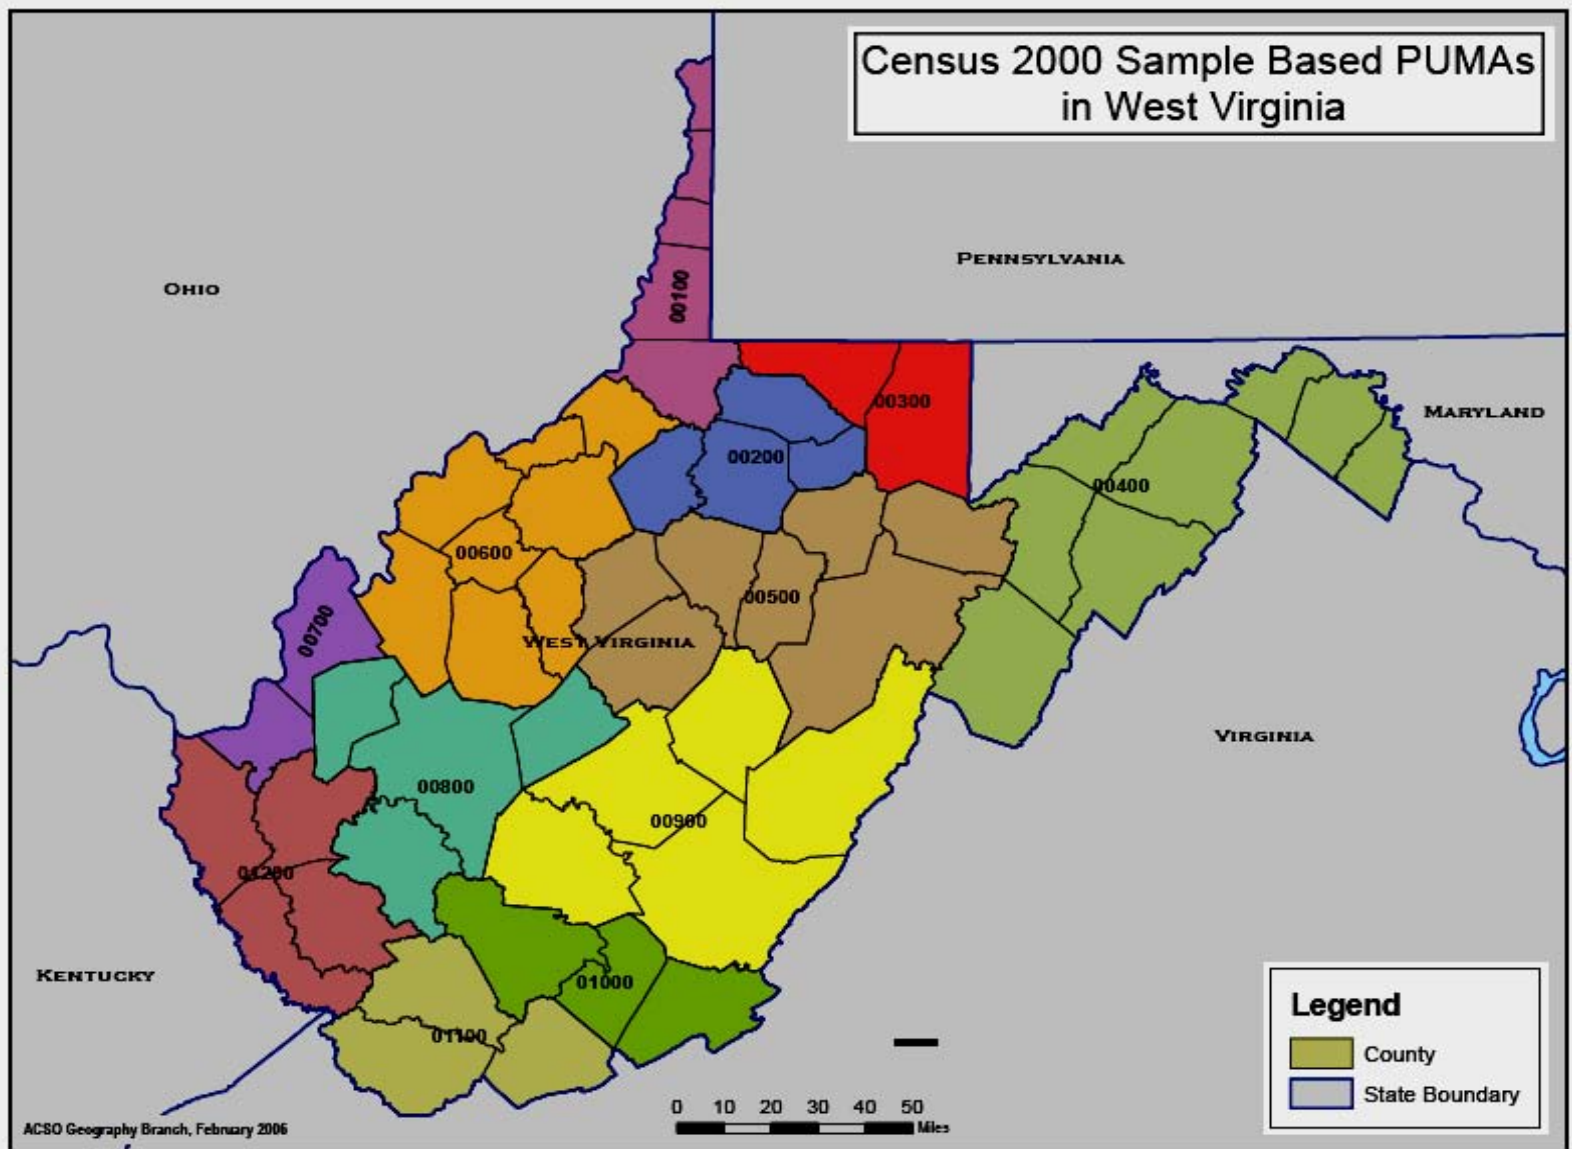 Census 2000 Sample Based PUMAs
in West Virginia
OHIO
PENNSYLVANIA
00100
MARYLAND
00300
00200
00400
00600
00500
00700
WEST VIRGINIA
VIRGINIA
00800
00900
01200
KENTUCKY
01000
01100
Legend
County
State Boundary
0 10 20 30 40 50
Miles
ACSO Geography Branch, February 2006